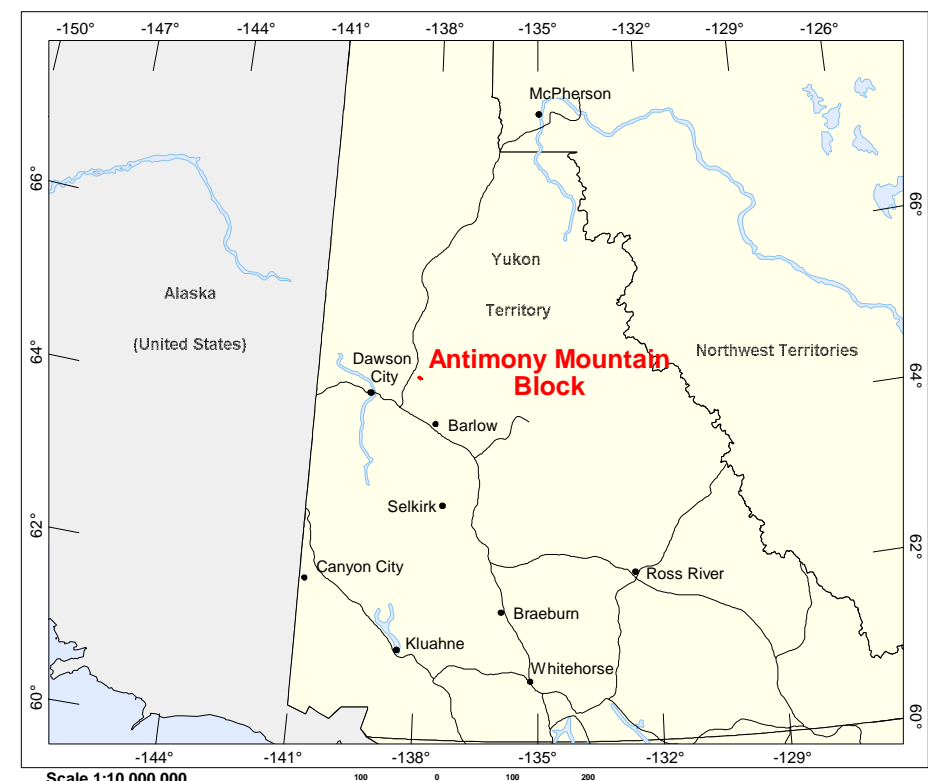 -150° -147° -144° -141° -138° -135° -132° -129° -126°
McPherson
66°
66°
Yukon
Alaska
Territory
(United States)
Northwest Territories
64°
64°
Dawson
City
Antimony Mountain
Block
Barlow
Selkirk
62°
62°
Canyon City
Ross River
Braeburn
Kluahne
Whitehorse
60°
60°
-144° -141° -138° -135° -132° -129°
Scale 1:10 000 000
100 0 100 200